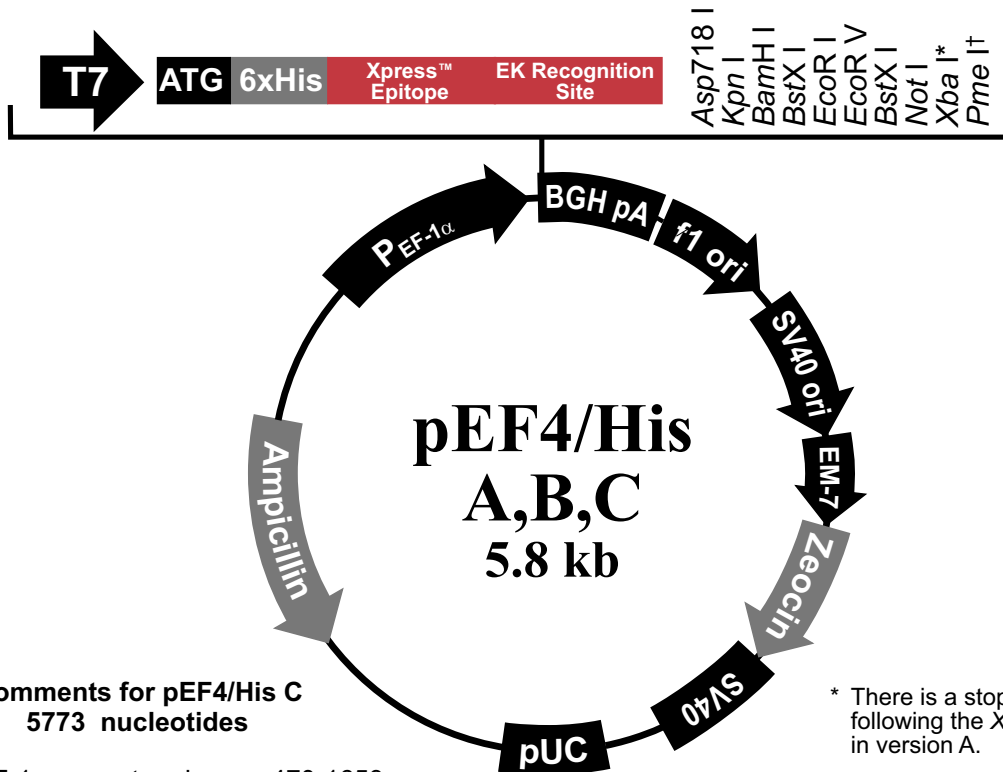 T7
ATG
6xHis
Xpress™
Epitope
EK Recognition
Site
Asp718 I
Kpn I
BamH I
BstX I
EcoR I
EcoR V
BstX I
Not I
Xba I*
Pme I†
PEF-1α
BGH pA
f1 ori
SV40 ori
EM-7
Zeocin
SV40
pUC
Ampicillin
pEF4/His
A,B,C
5.8 kb
omments for pEF4/His C
5773 nucleotides
* There is a stop
following the X
in version A.